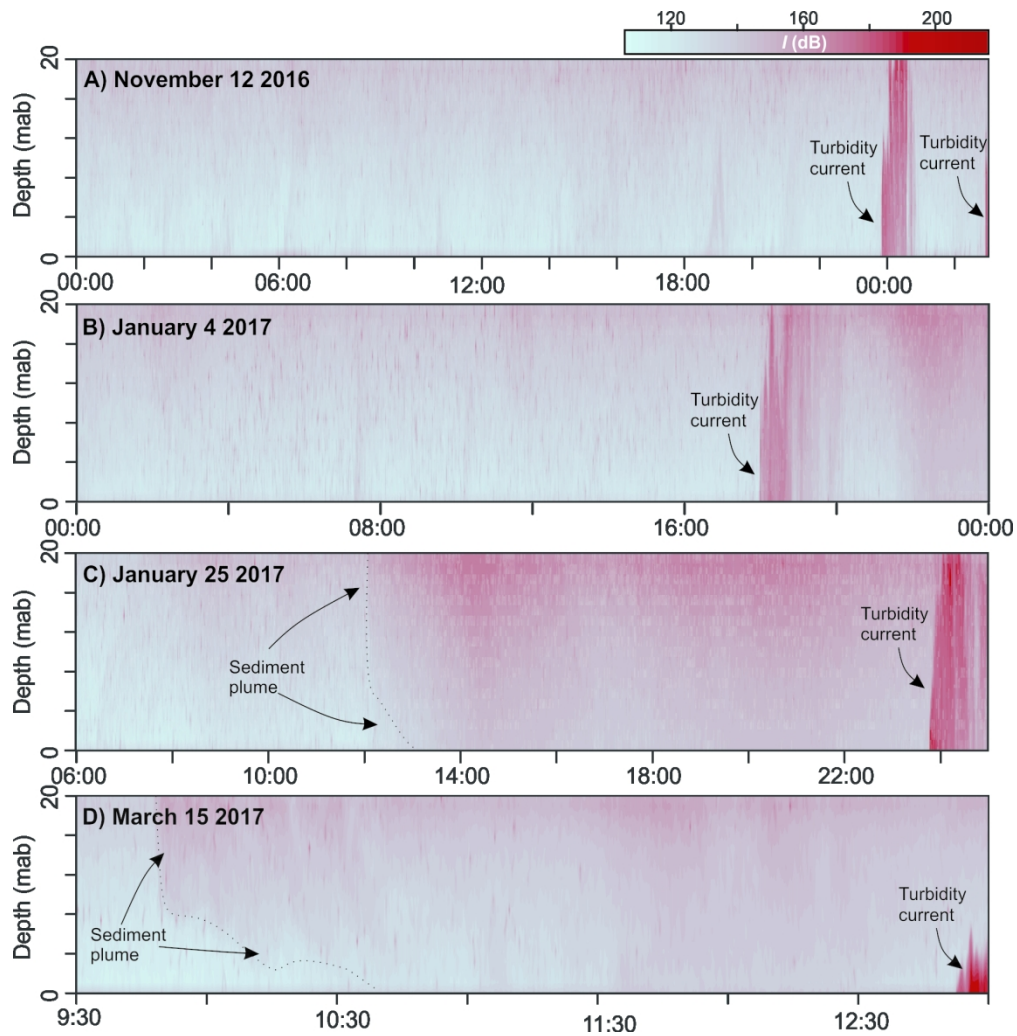 120 160 200
I (dB)
20
A) November 12 2016
Depth (mab)
Turbidity
current
Turbidity
current
0
00:00 06:00 12:00 18:00 00:00
20
B) January 4 2017
Depth (mab)
Turbidity
current
0
00:00 08:00 16:00 00:00
20
C) January 25 2017
Depth (mab)
Sediment
plume
Turbidity
current
0
06:00 10:00 14:00 18:00 22:00
20
D) March 15 2017
Depth (mab)
Sediment
plume
Turbidity
current
0
9:30 10:30 11:30 12:30